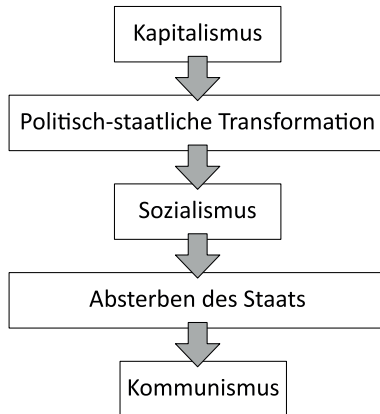 Kapitalismus
Politisch-staatliche Transformation
Sozialismus
Absterben des Staats
Kommunismus